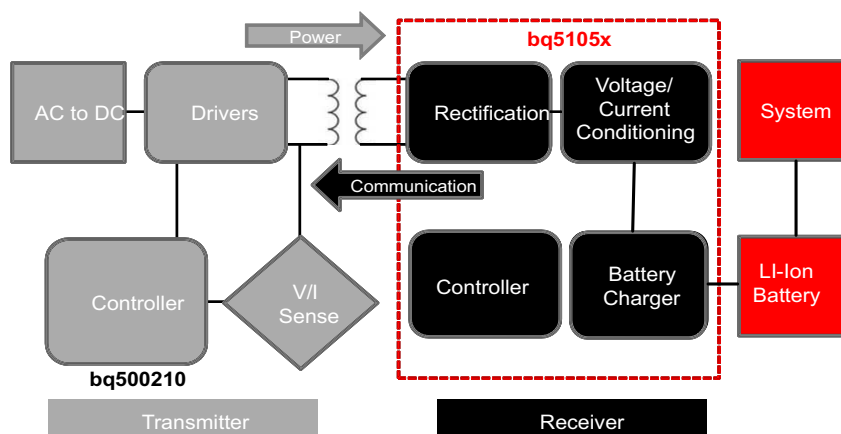 Power
bq5105x
AC to DC
Drivers
Rectification
Voltage/
Current
Conditioning
System
Communication
Controller
V/I
Sense
Controller
Battery
Charger
LI-Ion
Battery
bq500210
Transmitter
Receiver